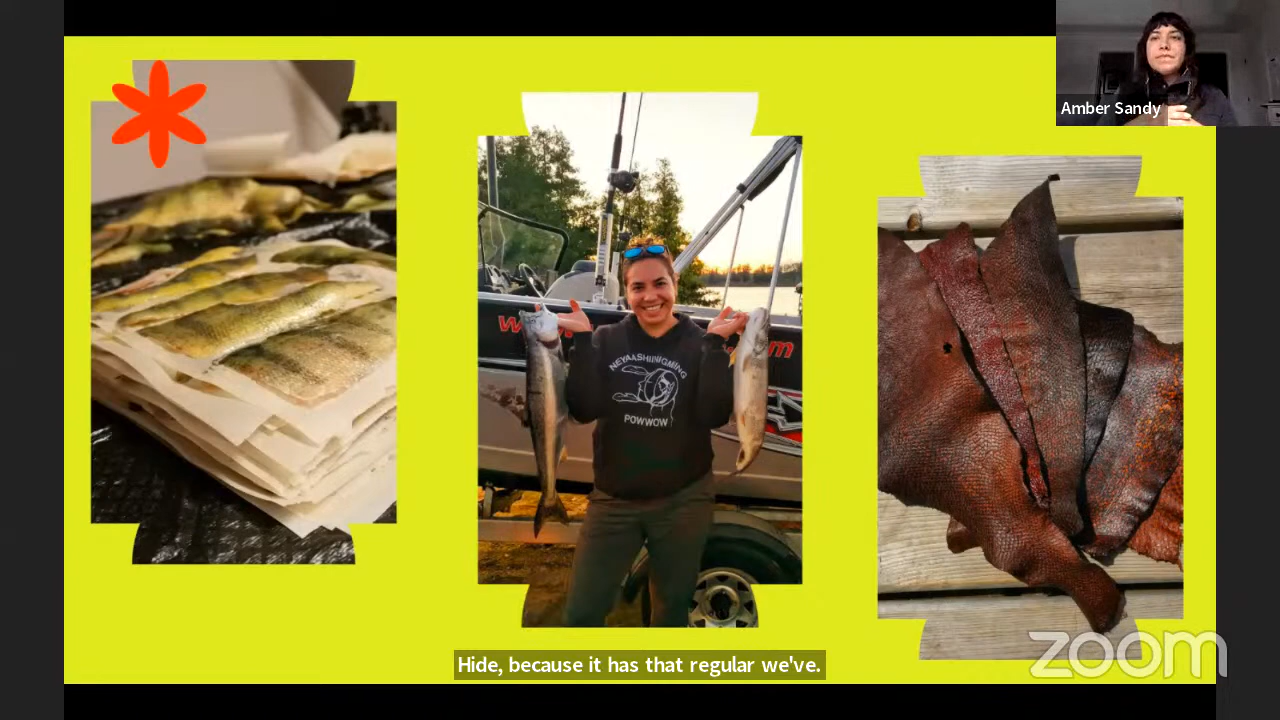 Amber Sandy
NEYAASHIINIGMIING
POWWOW
Hide, because it has that regular we've.
zoom